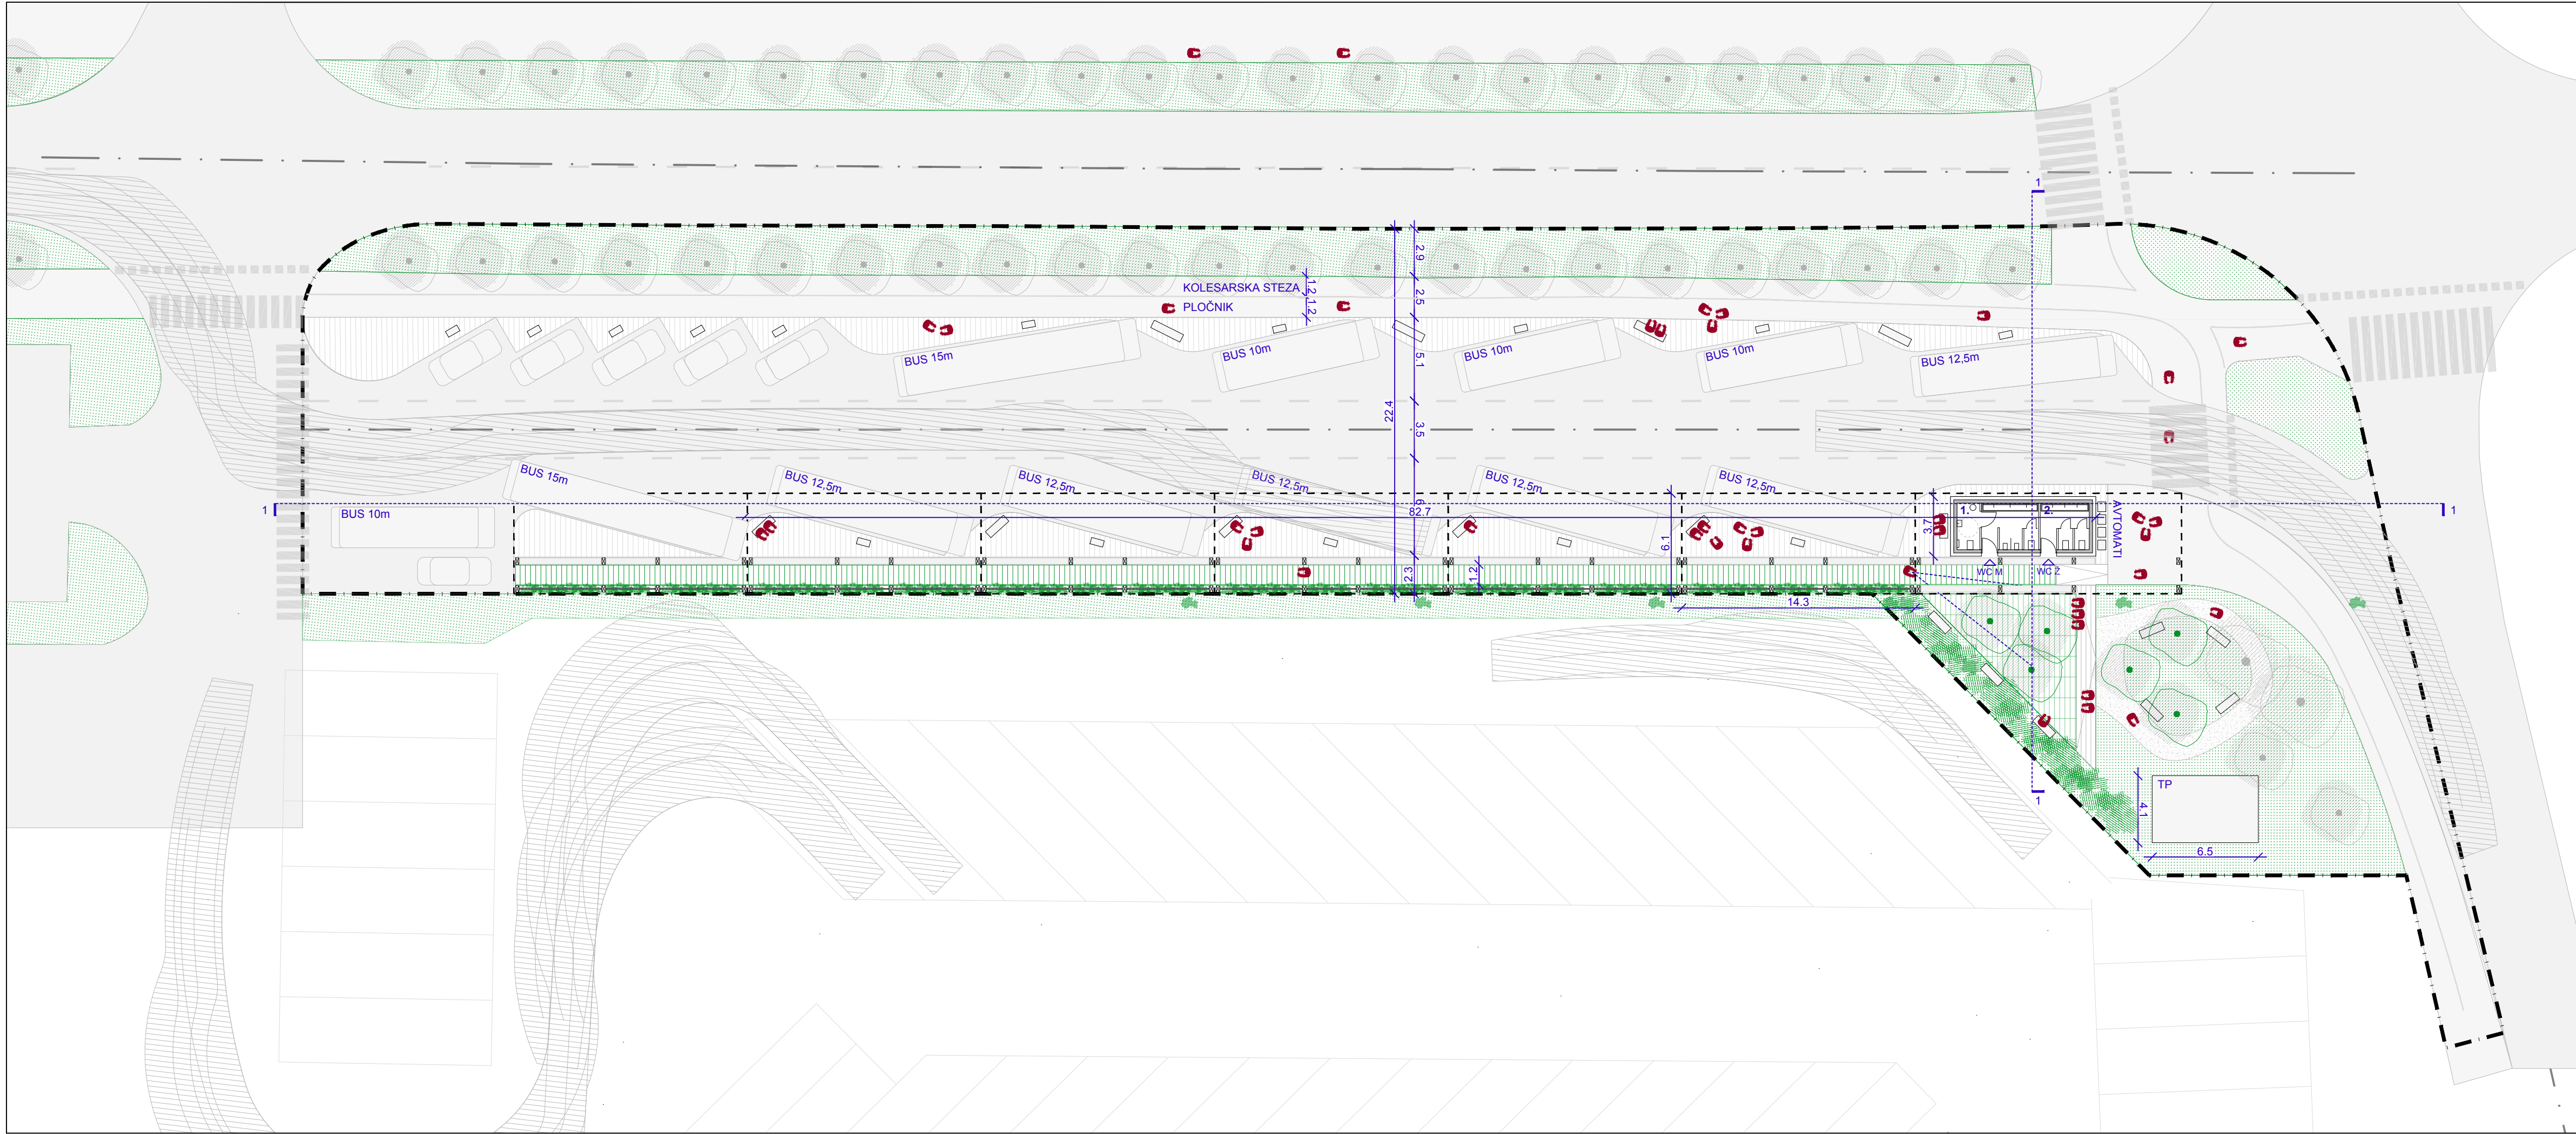 1
2.9
KOLESARSKA STEZA
1.2
2.5
PLOČNIK
1.2
BUS 15m
BUS 10m
BUS 10m
BUS 10m
BUS 12,5m
5.1
22.4
3.5
BUS 15m
BUS 12,5m
BUS 12,5m
BUS 12,5m
BUS 12,5m
BUS 12,5m
1
BUS 10m
82.7
1.
2.
1
AVTOMATI
3.7
6.1
2.3
1.2
WC M
WC Ž
14.3
TP
4.1
1
6.5